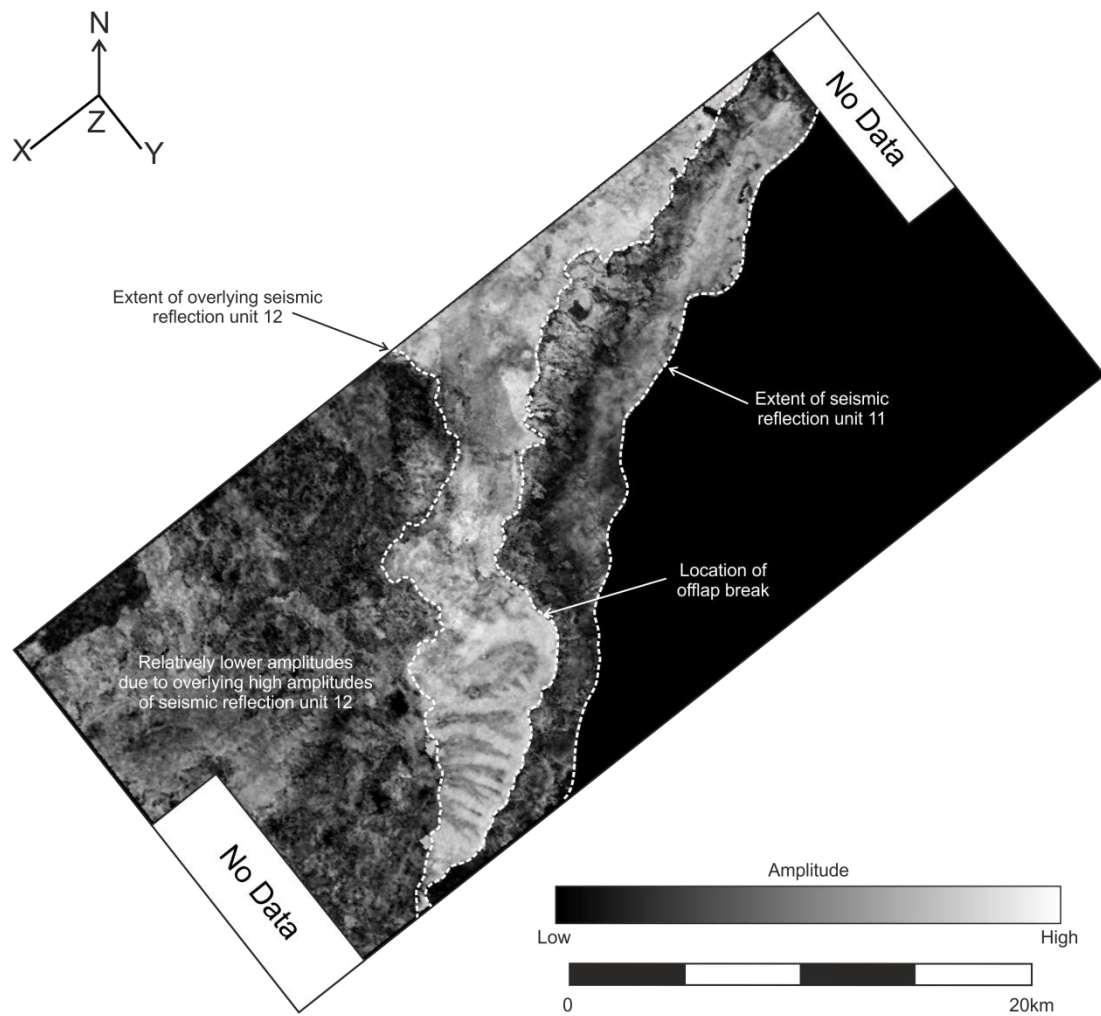 N
X
Z
Y
No Data
Extent of overlying seismic
reflection unit 12
Extent of seismic
reflection unit 11
Location of
offlap break
Relatively lower amplitudes
due to overlying high amplitudes
of seismic reflection unit 12
No Data
Amplitude
Low
High
0
20km